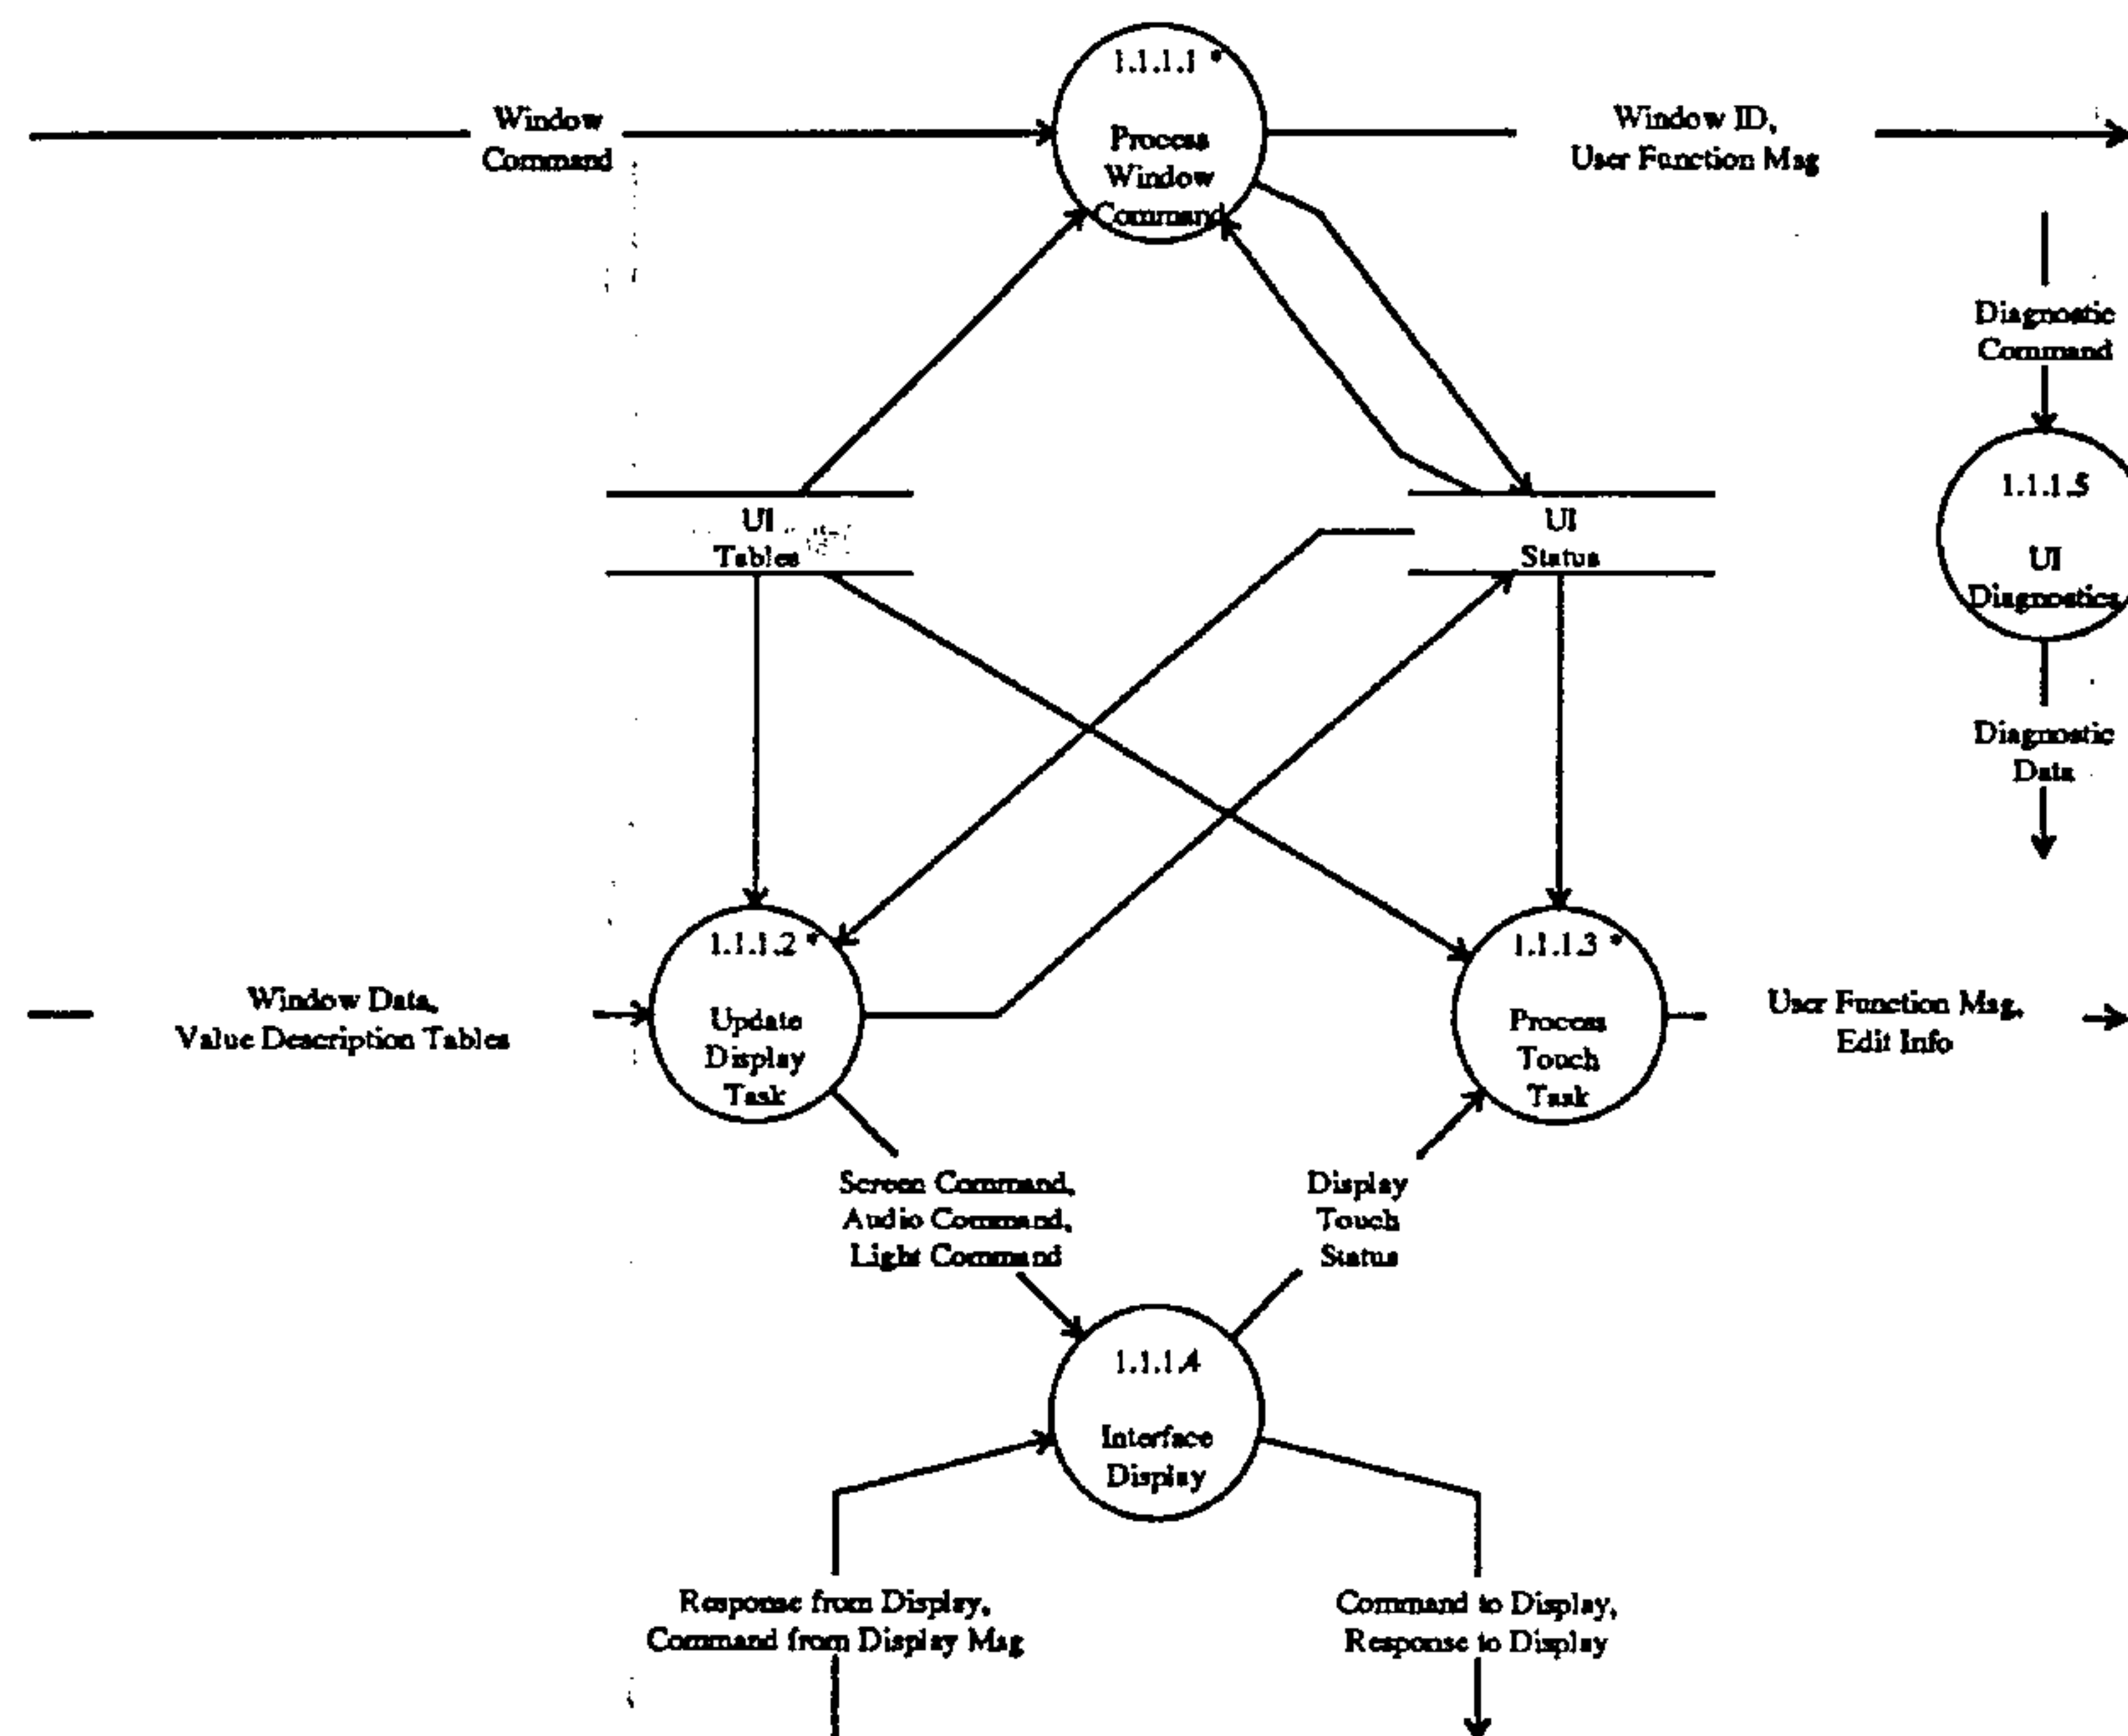 1.1.1.1 *
Process
Window
Command
Window
Command
Window ID,
User Function Msg
Diagnostic
Command
UI
Tables
UI
Status
1.1.1.5
UI
Diagnostics
Diagnostic
Data
1.1.1.2 *
Update
Display
Task
1.1.1.3 *
Process
Touch
Task
Window Data,
Value Description Tables
User Function Msg,
Edit Info
Screen Command,
Audio Command,
Light Command
Display
Touch
Status
1.1.1.4
Interface
Display
Response from Display,
Command from Display Msg
Command to Display,
Response to Display